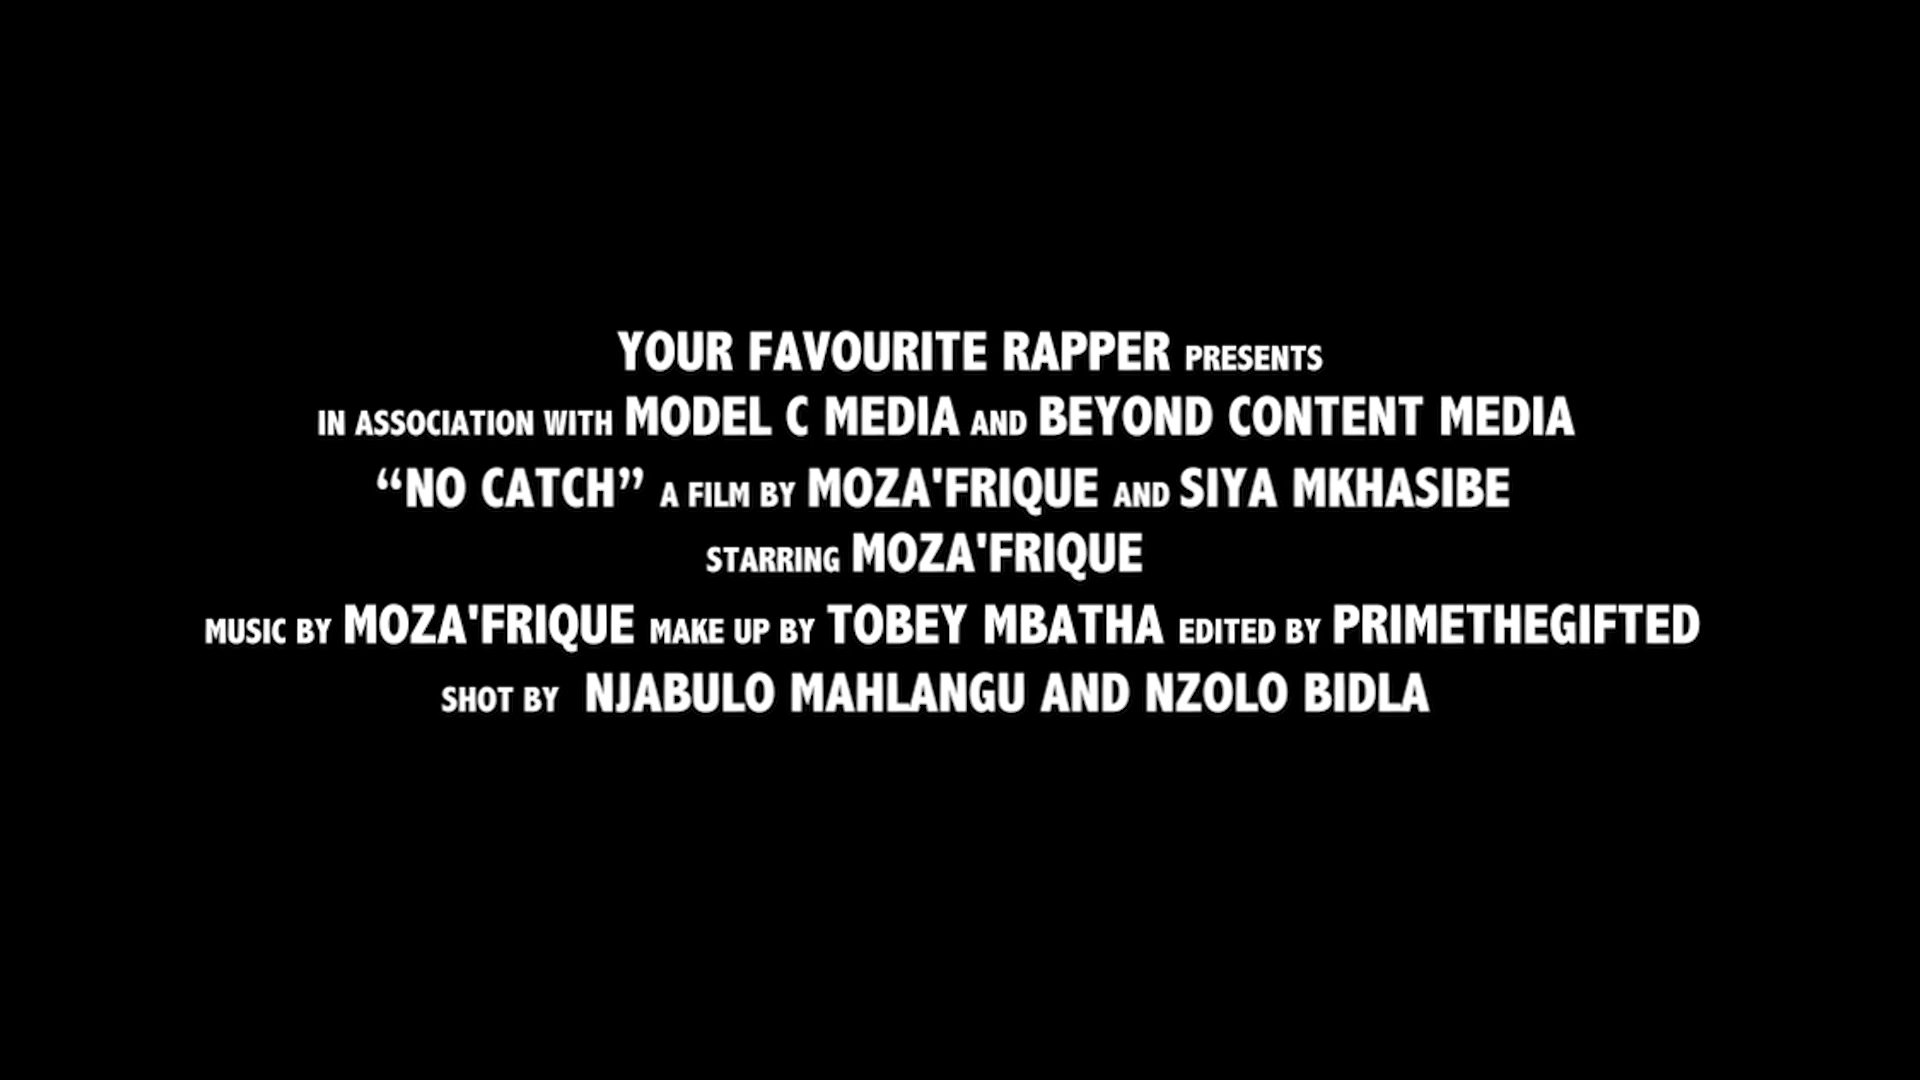 YOUR FAVOURITE RAPPER PRESENTS
IN ASSOCIATION WITH MODEL C MEDIA AND BEYOND CONTENT MEDIA
“NO CATCH” A FILM BY MOZA'FRIQUE AND SIYA MKHASIBE
STARRING MOZA'FRIQUE
MUSIC BY MOZA'FRIQUE MAKE UP BY TOBEY MBATHA EDITED BY PRIMETHEGIFTED
SHOT BY NJABULO MAHLANGU AND NZOLO BIDLA